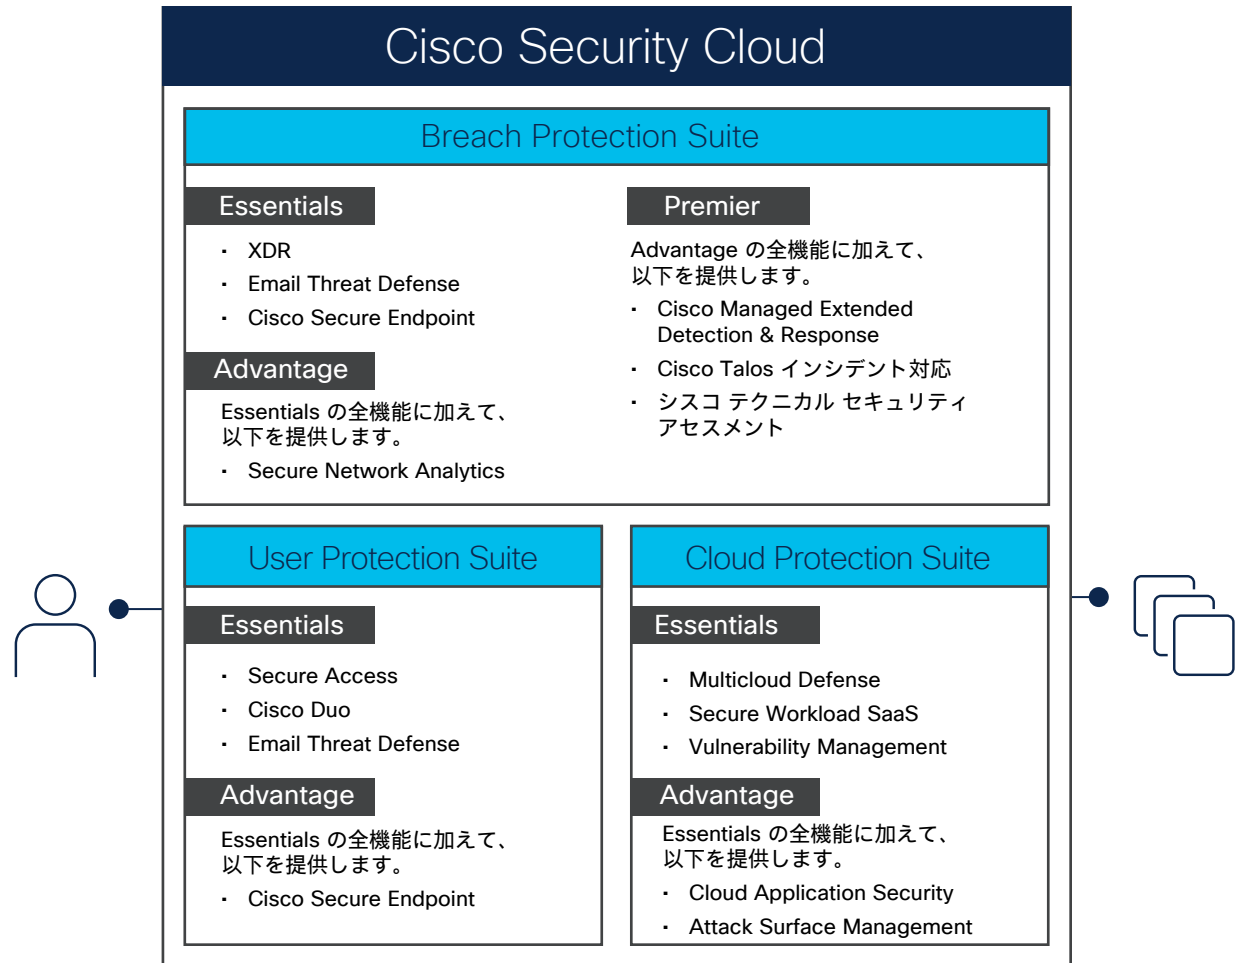 Cisco Security Cloud
Breach Protection Suite
Essentials
・ XDR
・ Email Threat Defense
・ Cisco Secure Endpoint
Advantage
Essentials の全機能に加えて、
以下を提供します。
・ Secure Network Analytics
Premier
Advantage の全機能に加えて、
以下を提供します。
・ Cisco Managed Extended
Detection & Response
・ Cisco Talos インシデント対応
・ シスコ テクニカル セキュリティ
アセスメント
User Protection Suite
Essentials
・ Secure Access
・ Cisco Duo
・ Email Threat Defense
Advantage
Essentials の全機能に加えて、
以下を提供します。
・ Cisco Secure Endpoint
Cloud Protection Suite
Essentials
・ Multicloud Defense
・ Secure Workload SaaS
・ Vulnerability Management
Advantage
Essentials の全機能に加えて、
以下を提供します。
・ Cloud Application Security
・ Attack Surface Management